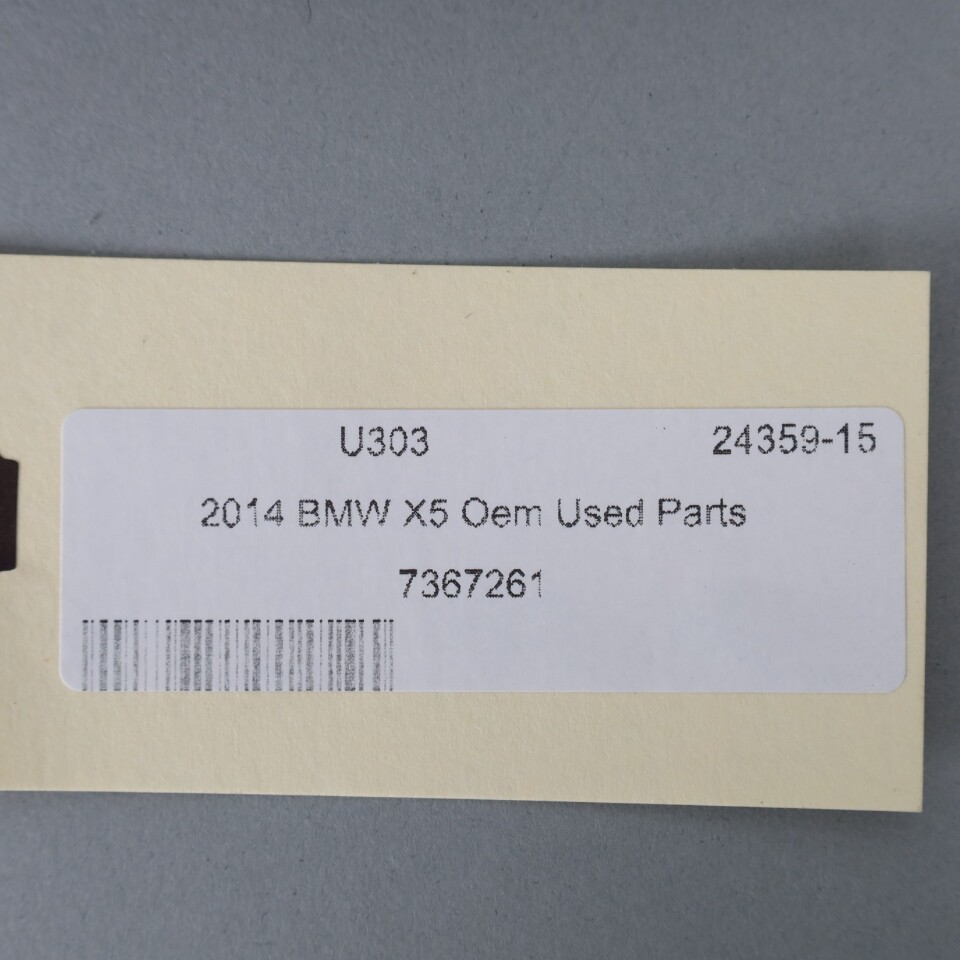 U303 24359-15
2014 BMW X5 Oem Used Parts
7367261